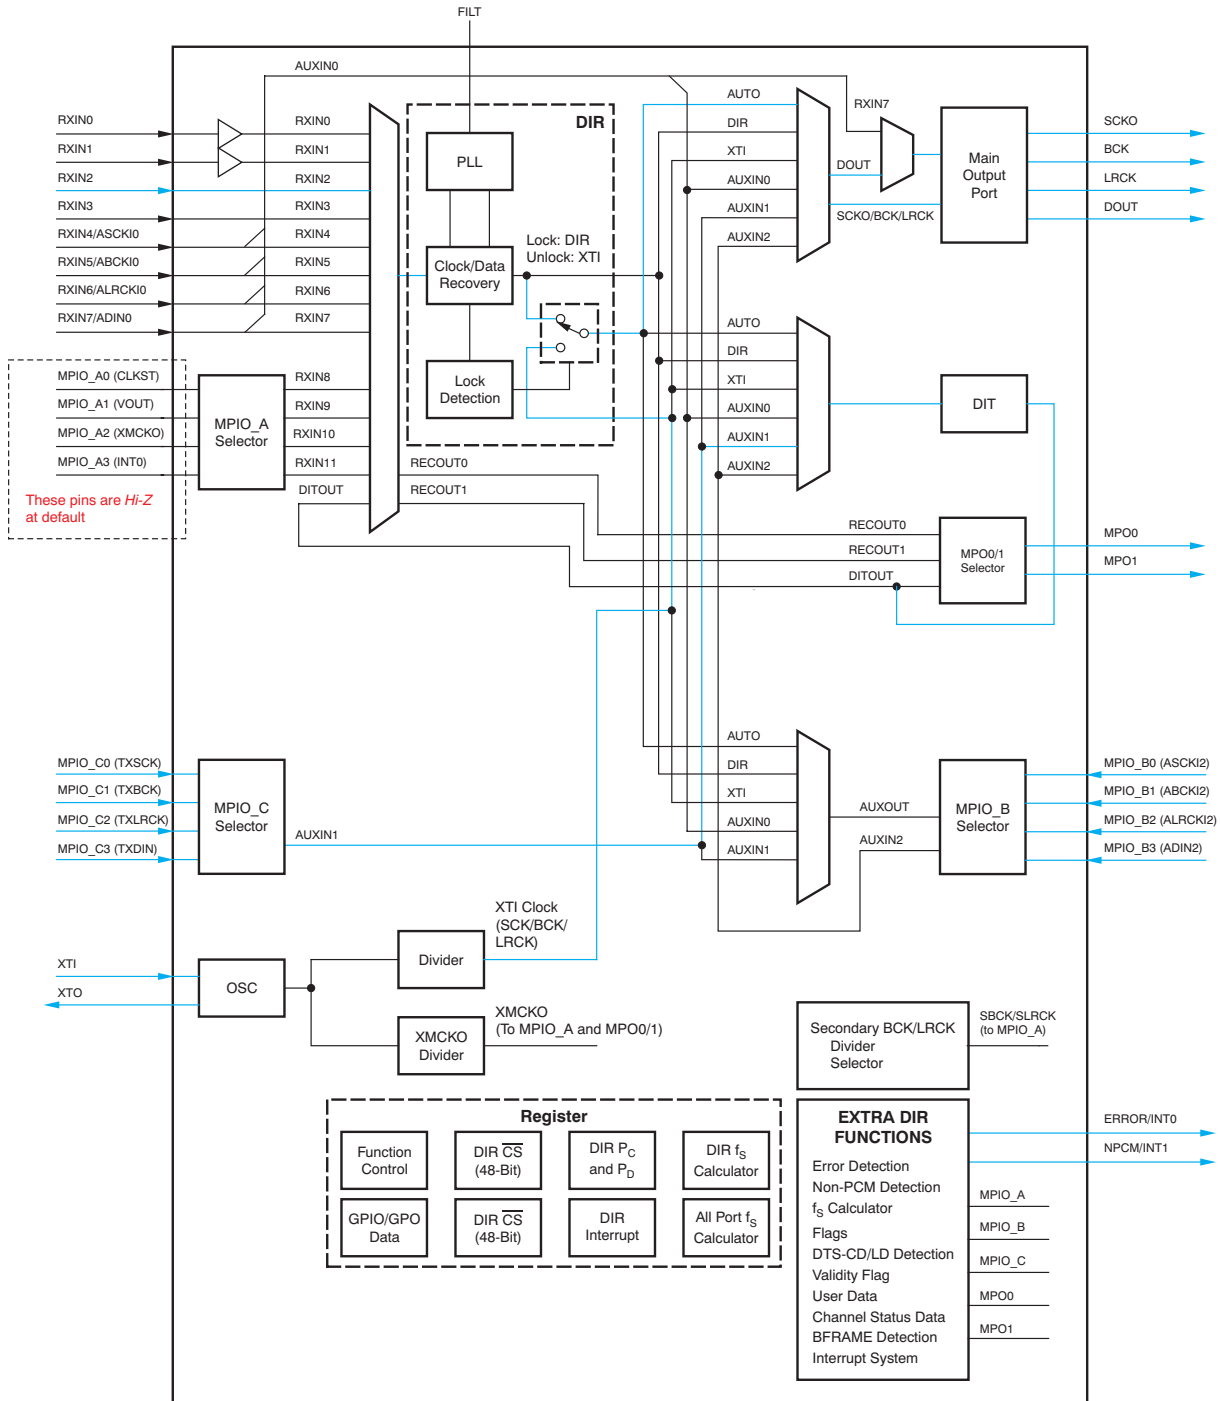 FILT
AUXIN0
RXIN0
RXIN1
RXIN2
RXIN3
RXIN4/ASCKI0
RXIN5/ABCKI0
RXIN6/ALRCKI0
RXIN7/ADIN0
RXIN0
RXIN1
RXIN2
RXIN3
RXIN4
RXIN5
RXIN6
RXIN7
DIR
PLL
Clock/Data
Recovery
Lock
Detection
Lock: DIR
Unlock: XTI
AUTO
DIR
XTI
AUXIN0
AUXIN1
AUXIN2
RXIN7
DOUT
SCKO/BCK/LRCK
Main
Output
Port
SCKO
BCK
LRCK
DOUT
MPIO_A0 (CLKST)
MPIO_A1 (VOUT)
MPIO_A2 (XMCKO)
MPIO_A3 (INT0)
These pins are Hi-Z
at default
MPIO_A
Selector
RXIN8
RXIN9
RXIN10
RXIN11
DITOUT
RECOUT0
RECOUT1
AUTO
DIR
XTI
AUXIN0
AUXIN1
AUXIN2
DIT
RECOUT0
RECOUT1
DITOUT
MPO0/1
Selector
MPO0
MPO1
MPIO_C0 (TXSCK)
MPIO_C1 (TXBCK)
MPIO_C2 (TXLRCK)
MPIO_C3 (TXDIN)
MPIO_C
Selector
AUXIN1
AUTO
DIR
XTI
AUXIN0
AUXIN1
AUXOUT
AUXIN2
MPIO_B
Selector
MPIO_B0 (ASCKI2)
MPIO_B1 (ABCKI2)
MPIO_B2 (ALRCKI2)
MPIO_B3 (ADIN2)
XTI
XTO
OSC
Divider
XTI Clock
(SCK/BCK/
LRCK)
XMCKO
Divider
XMCKO
(To MPIO_A and MPO0/1)
Secondary BCK/LRCK
Divider
Selector
SBCK/SLRCK
(to MPIO_A)
Register
Function
Control
DIR CS
(48-Bit)
DIR PC
and PD
DIR fS
Calculator
GPIO/GPO
Data
DIR CS
(48-Bit)
DIR
Interrupt
All Port fS
Calculator
EXTRA DIR
FUNCTIONS
Error Detection
Non-PCM Detection
fS Calculator
Flags
DTS-CD/LD Detection
Validity Flag
User Data
Channel Status Data
BFRAME Detection
Interrupt System
ERROR/INT0
NPCM/INT1
MPIO_A
MPIO_B
MPIO_C
MPO0
MPO1